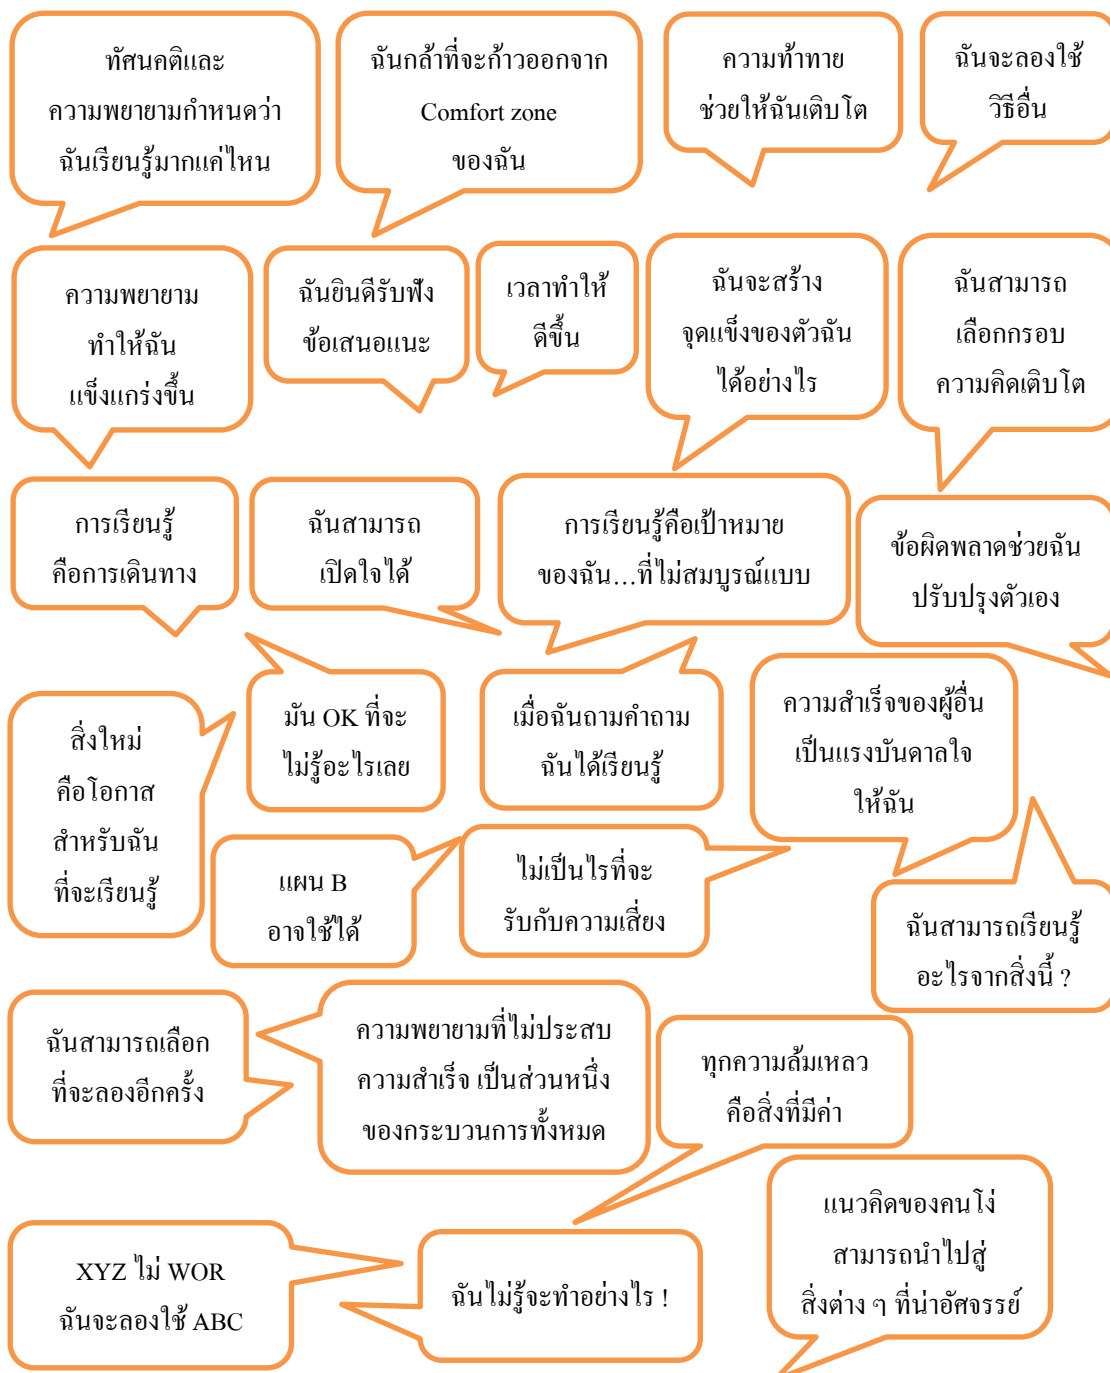 ทัศนคติและ
ความพยายามกำหนดว่า
ฉันเรียนรู้มากแค่ไหน
ฉันกล้าที่จะก้าวออกจาก
Comfort zone
ของฉัน
ความท้าทาย
ช่วยให้ฉันเติบโต
ฉันจะลองใช้
วิธีอื่น
ความพยายาม
ทำให้ฉัน
แข็งแกร่งขึ้น
ฉันยินดีรับฟัง
ข้อเสนอแนะ
เวลาทำให้
ดีขึ้น
ฉันจะสร้าง
จุดแข็งของตัวฉัน
ได้อย่างไร
ฉันสามารถ
เลือกกรอบ
ความคิดเติบโต
การเรียนรู้
คือการเดินทาง
ฉันสามารถ
เปิดใจได้
การเรียนรู้คือเป้าหมาย
ของฉัน...ที่ไม่สมบูรณ์แบบ
ข้อผิดพลาดช่วยฉัน
ปรับปรุงตัวเอง
สิ่งใหม่
คือโอกาส
สำหรับฉัน
ที่จะเรียนรู้
มัน OK ที่จะ
ไม่รู้อะไรเลย
เมื่อฉันถามคำถาม
ฉันได้เรียนรู้
ความสำเร็จของผู้อื่น
เป็นแรงบันดาลใจ
ให้ฉัน
แผน B
อาจใช้ได้
ไม่เป็นไรที่จะ
รับกับความเสี่ยง
ฉันสามารถเรียนรู้
อะไรจากสิ่งนี้ ?
ฉันสามารถเลือก
ที่จะลองอีกครั้ง
ความพยายามที่ไม่ประสบ
ความสำเร็จ เป็นส่วนหนึ่ง
ของกระบวนการทั้งหมด
ทุกความล้มเหลว
คือสิ่งที่มีค่า
XYZ ไม่ WOR
ฉันจะลองใช้ ABC
ฉันไม่รู้จะทำอย่างไร !
แนวคิดของคนโง่
สามารถนำไปสู่
สิ่งต่าง ๆ ที่น่าอัศจรรย์